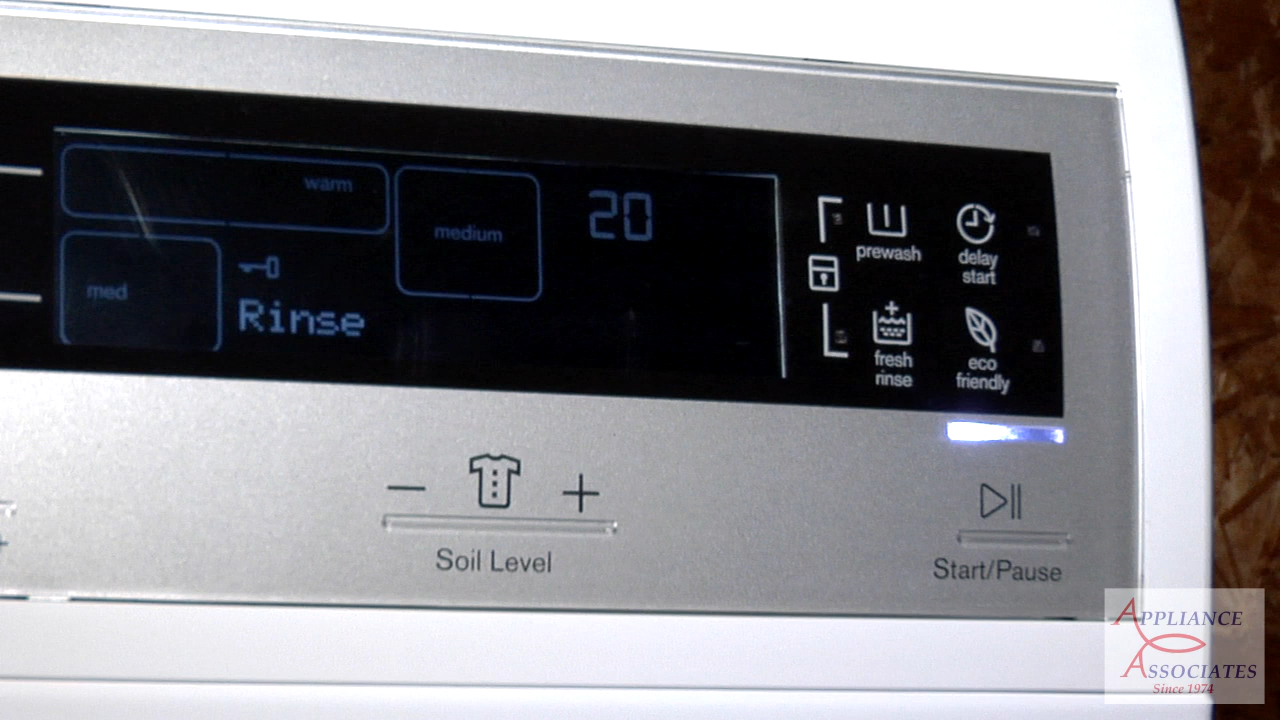 warm
medium
20
med
Rinse
prewash
delay
start
fresh
rinse
eco
friendly
Soil Level
Start/Pause
APPLIANCE
ASSOCIATES
Since 1974